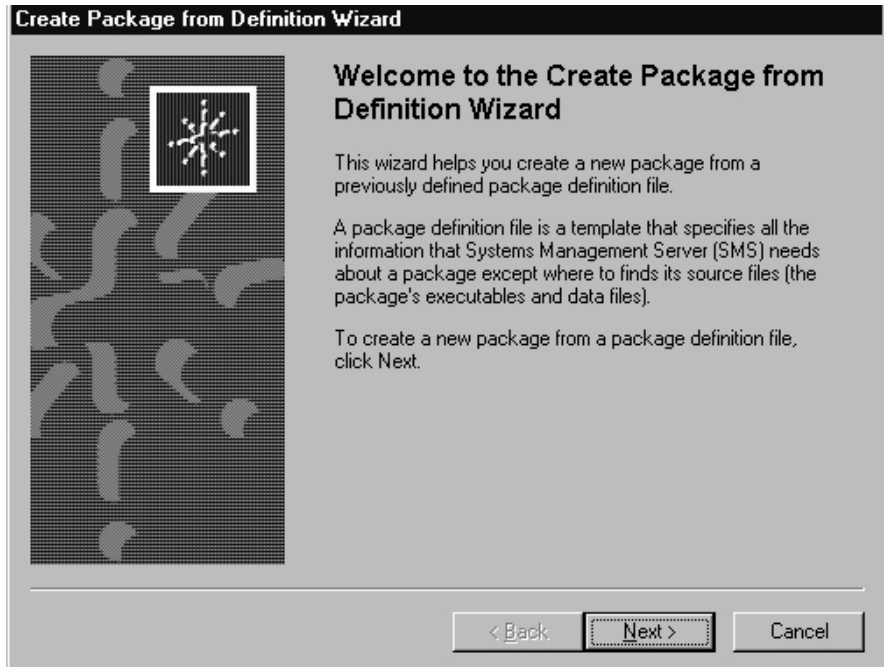 Create Package from Definition Wizard
Welcome to the Create Package from
Definition Wizard
This wizard helps you create a new package from a
previously defined package definition file.
A package definition file is a template that specifies all the
information that Systems Management Server (SMS) needs
about a package except where to finds its source files (the
package's executables and data files).
To create a new package from a package definition file,
click Next.
< Back
Next >
Cancel